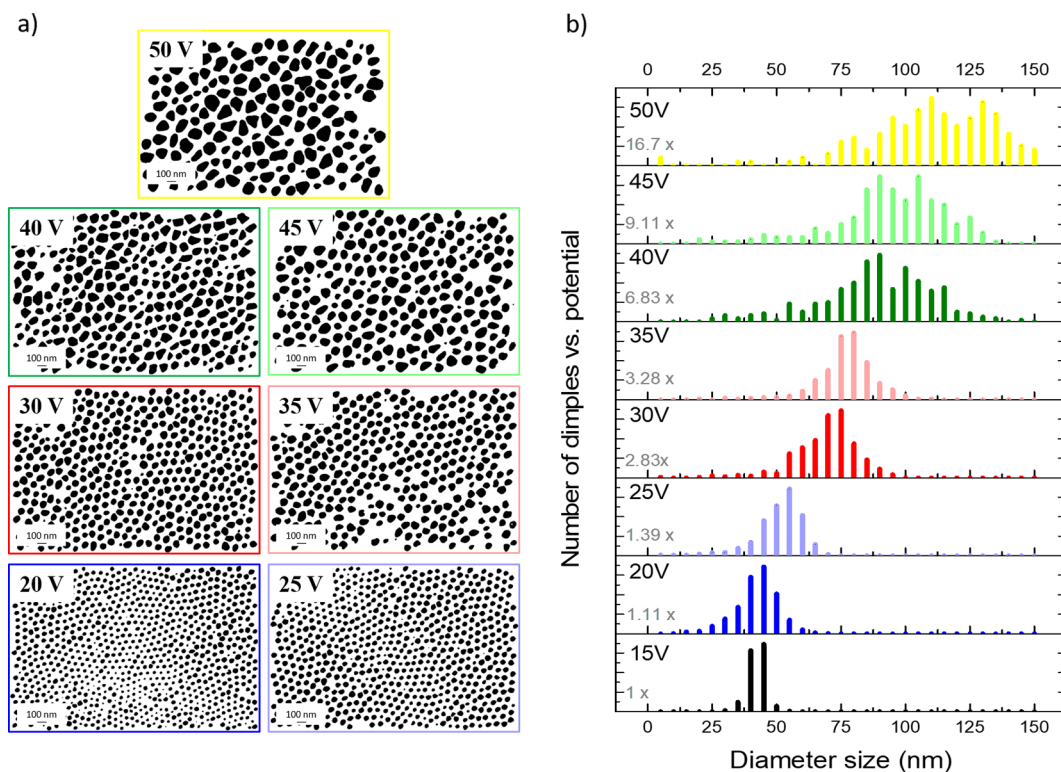 a)
50 V
100 nm
40 V
100 nm
45 V
100 nm
30 V
100 nm
35 V
100 nm
20 V
100 nm
25 V
100 nm
b)
0 25 50 75 100 125 150
Number of dimples vs. potential
50V
16.7 x
45V
9.11 x
40V
6.83 x
35V
3.28 x
30V
2.83x
25V
1.39 x
20V
1.11 x
15V
1 x
0 25 50 75 100 125 150
Diameter size (nm)